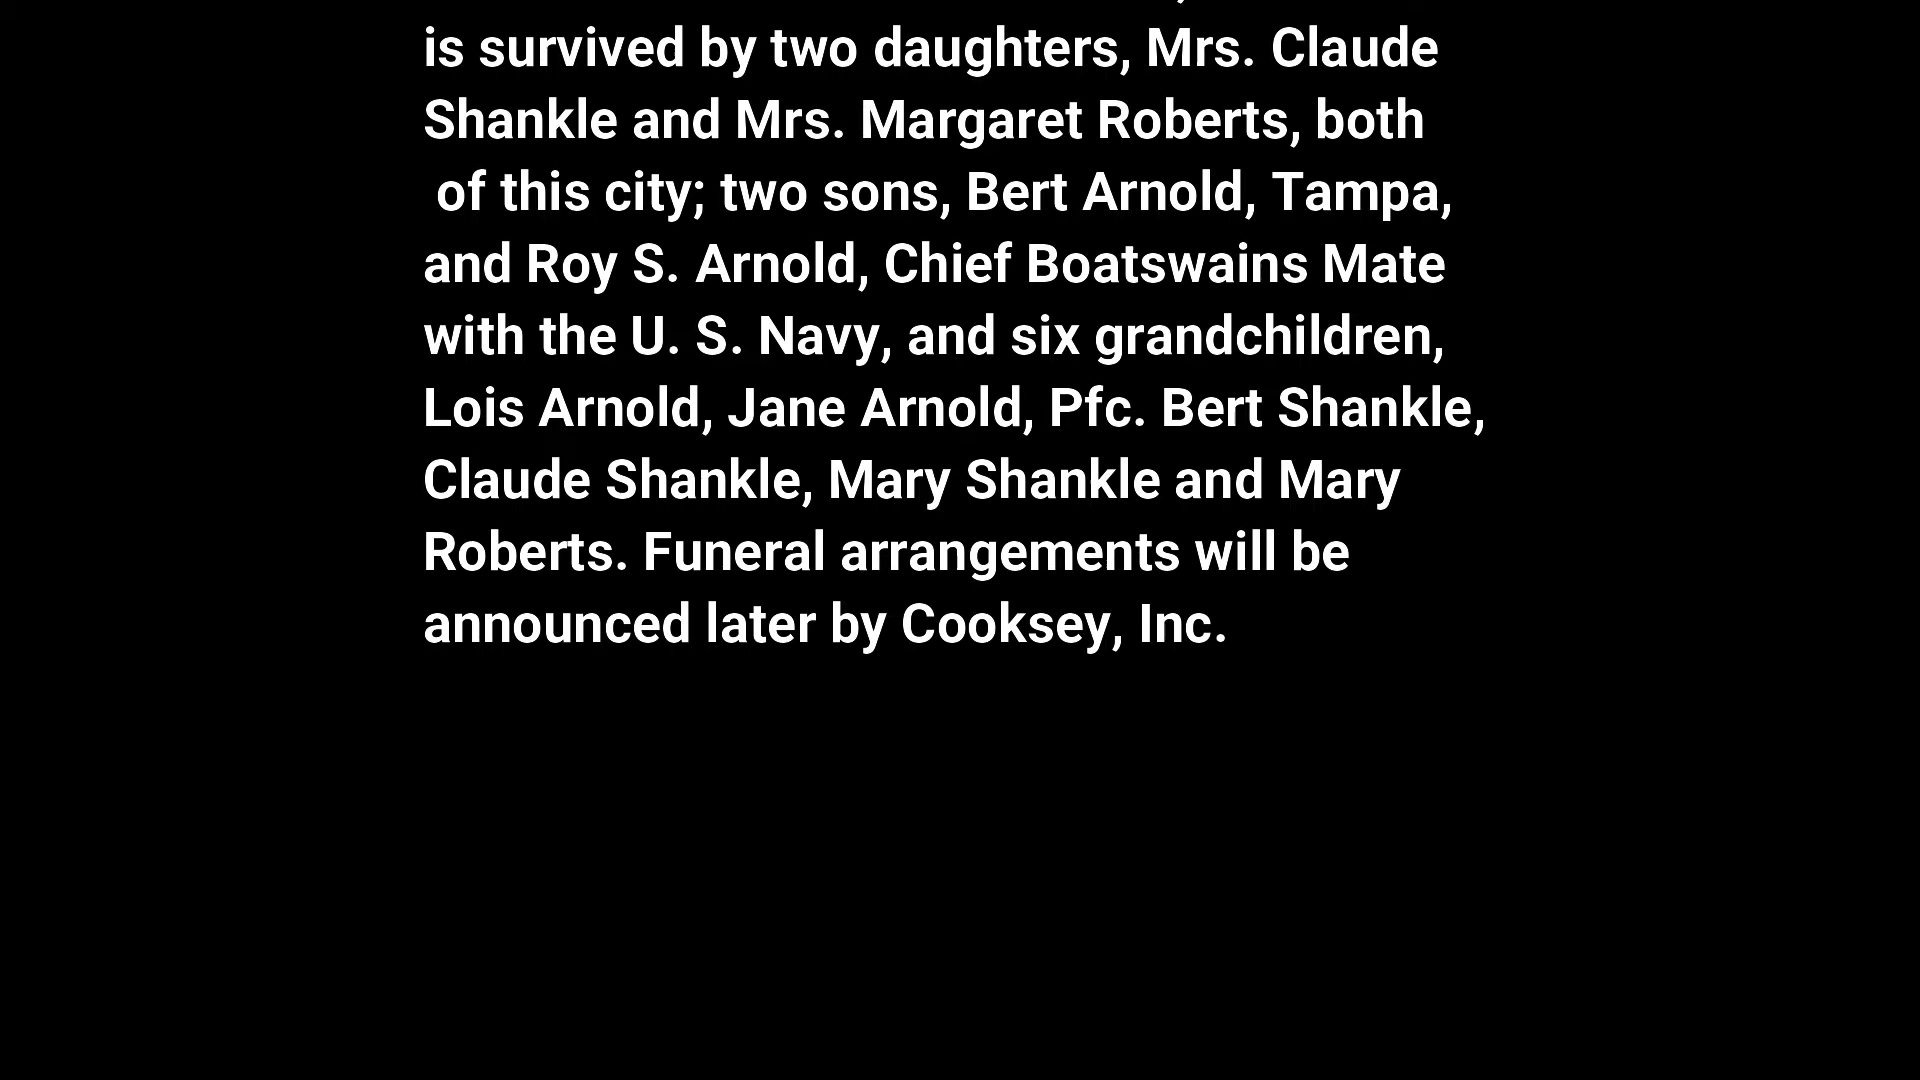 is survived by two daughters, Mrs. Claude
Shankle and Mrs. Margaret Roberts, both
of this city; two sons, Bert Arnold, Tampa,
and Roy S. Arnold, Chief Boatswains Mate
with the U. S. Navy, and six grandchildren,
Lois Arnold, Jane Arnold, Pfc. Bert Shankle,
Claude Shankle, Mary Shankle and Mary
Roberts. Funeral arrangements will be
announced later by Cooksey, Inc.